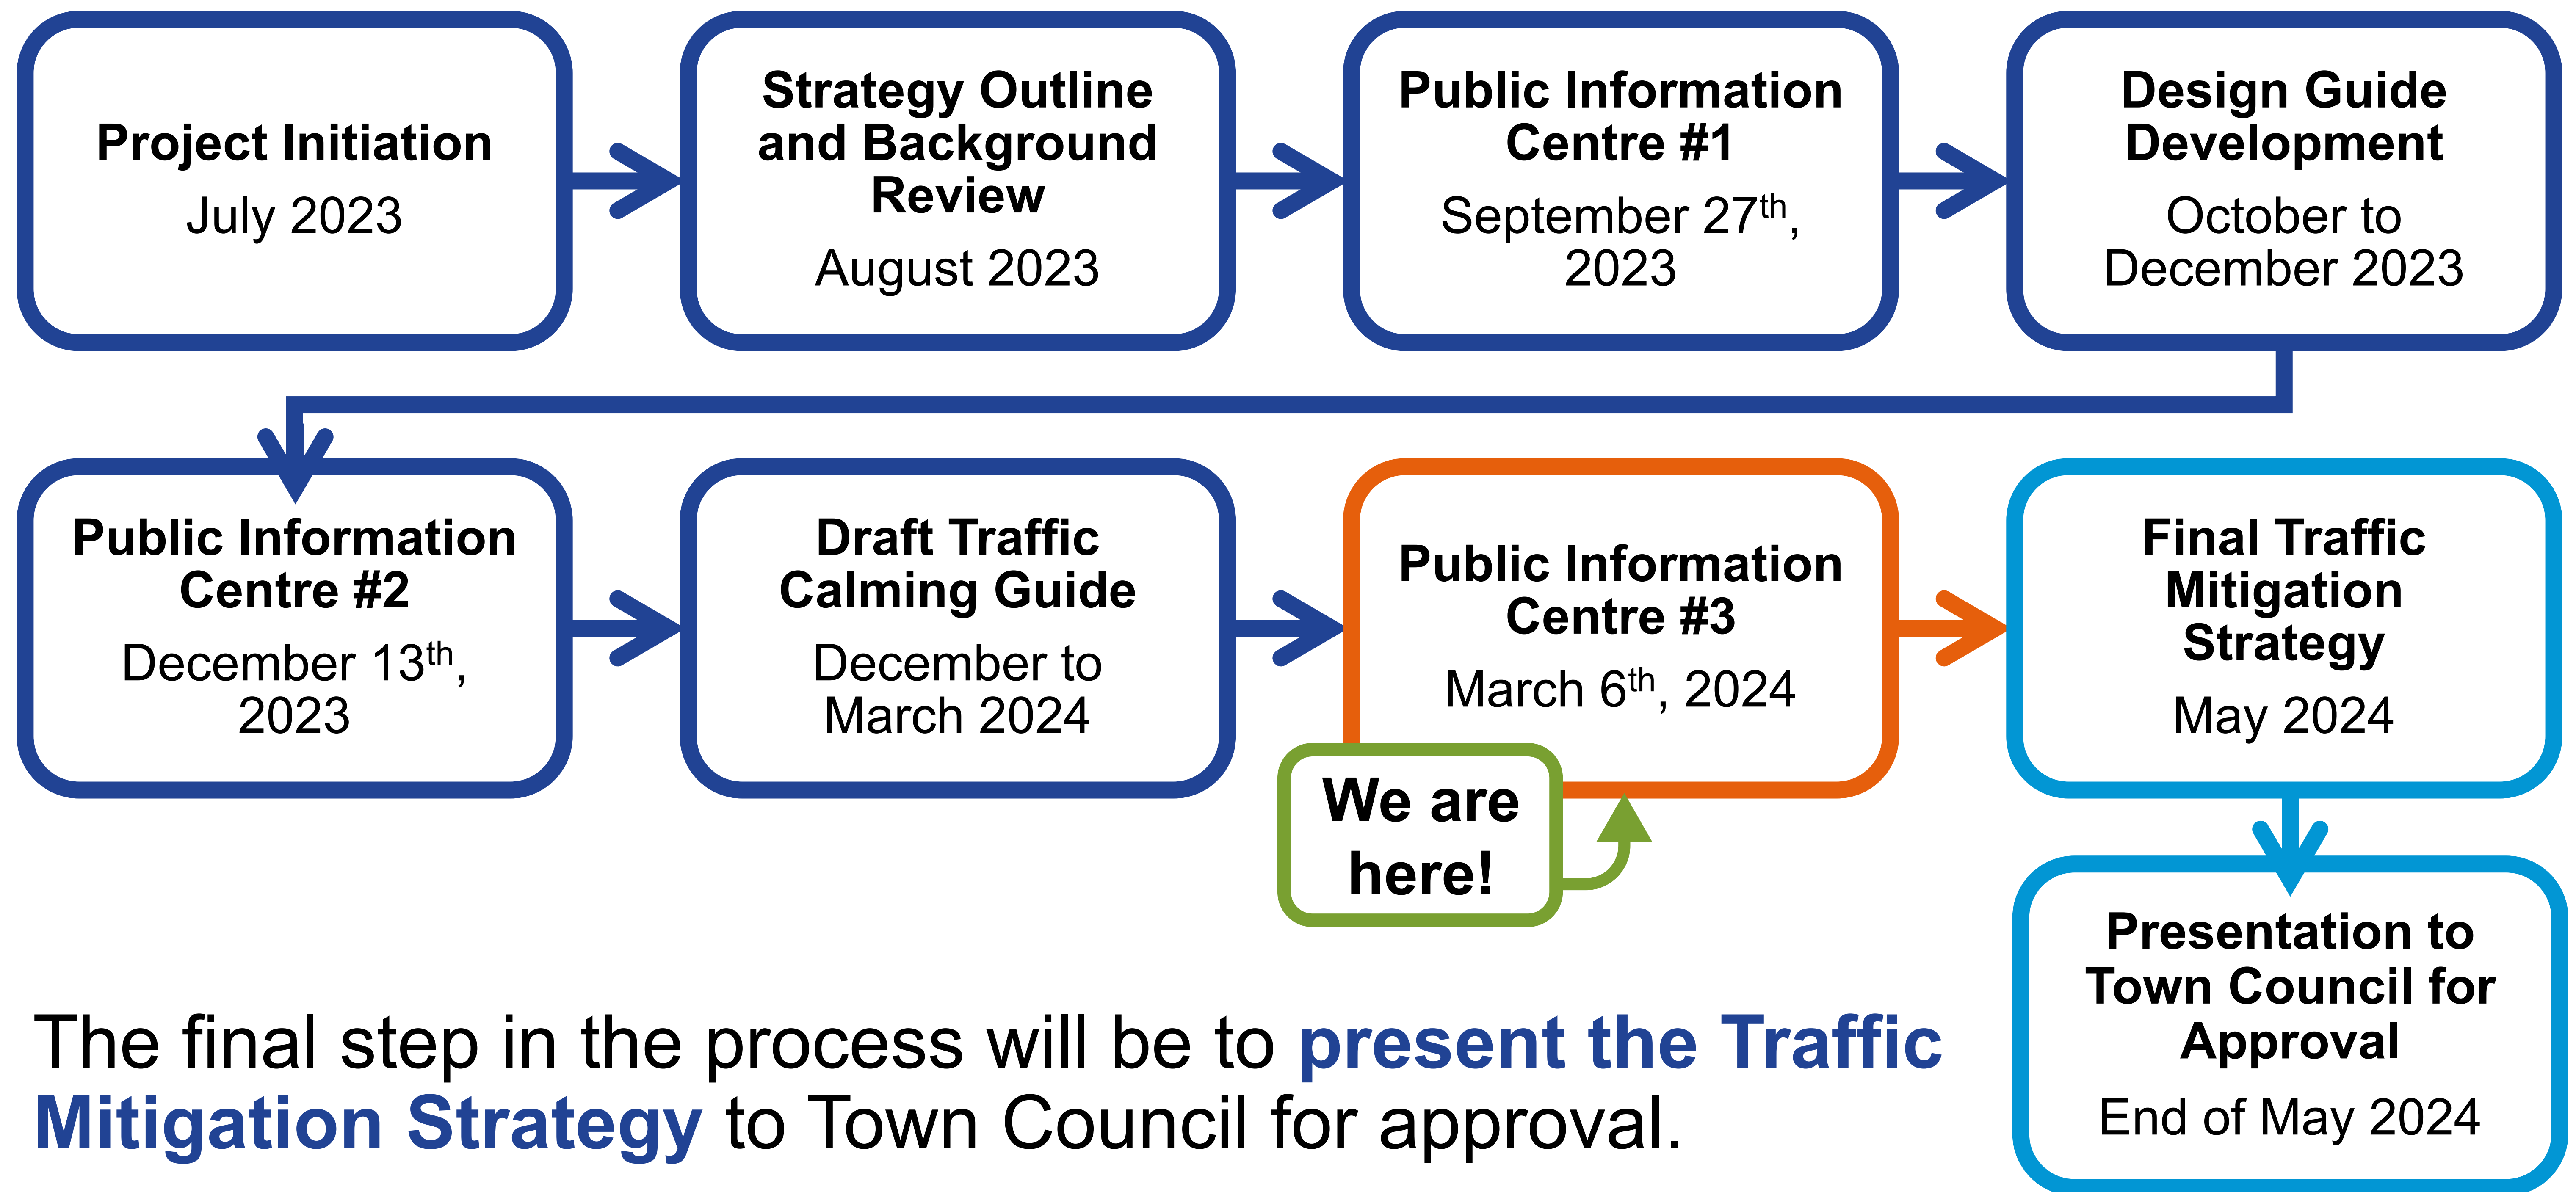 Project Initiation
July 2023
Strategy Outline
and Background
Review
August 2023
Public Information
Centre #1
September 27th,
2023
Design Guide
Development
October to
December 2023
Public Information
Centre #2
December 13th,
2023
Draft Traffic
Calming Guide
December to
March 2024
Public Information
Centre #3
March 6th, 2024
We are
here!
Final Traffic
Mitigation
Strategy
May 2024
Presentation to
Town Council for
Approval
End of May 2024
The final step in the process will be to present the Traffic
Mitigation Strategy to Town Council for approval.